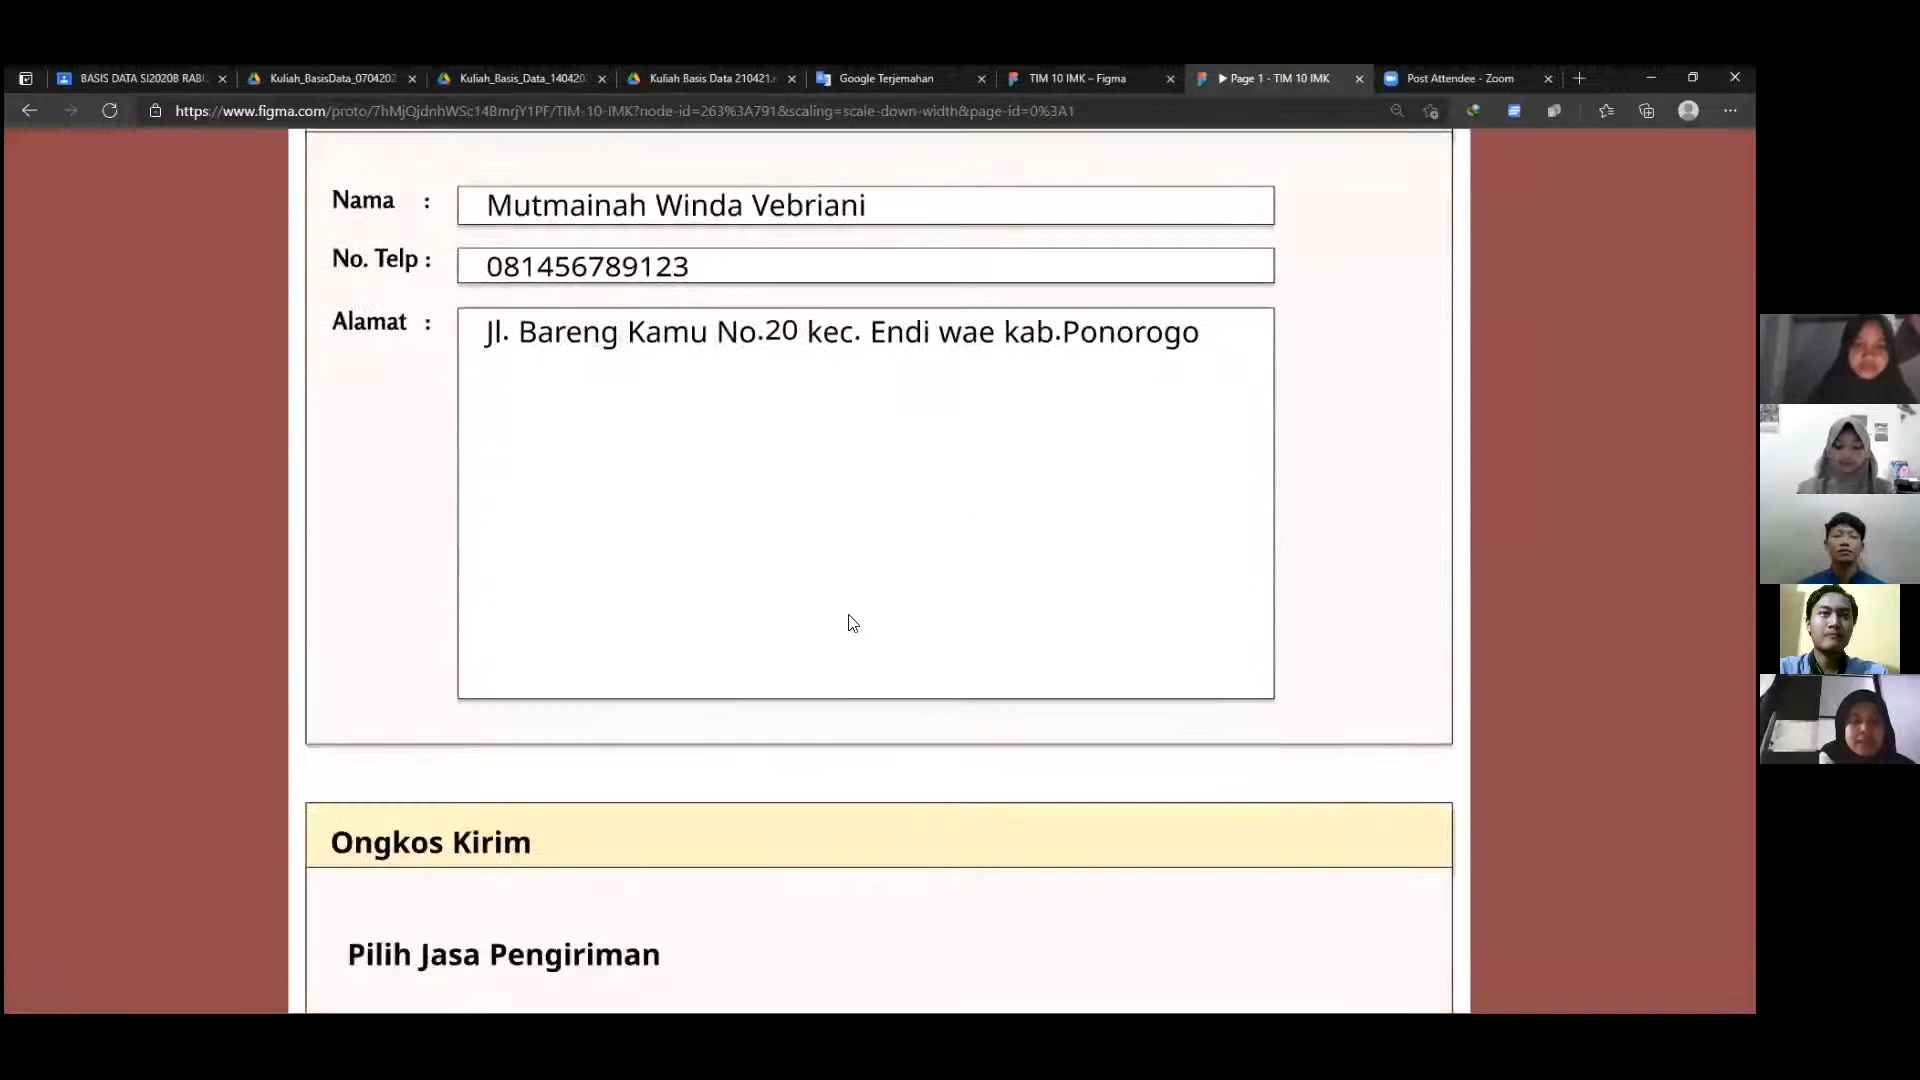 BASIS DATA SI2020B RABU
Kuliah_BasisData_0704202
Kuliah_Basis_Data_140420
Kuliah Basis Data 210421.
Google Terjemahan
TIM 10 IMK – Figma
Page 1 - TIM 10 IMK
Post Attendee - Zoom
https://www.figma.com/proto/7hMjQjdnhWSc14BmrjY1PF/TIM-10-IMK?node-id=263%3A791&scaling=scale-down-width&page-id=0%3A1
Nama : Mutmainah Winda Vebriani
No. Telp : 081456789123
Alamat : Jl. Bareng Kamu No.20 kec. Endi wae kab.Ponorogo
Ongkos Kirim
Pilih Jasa Pengiriman